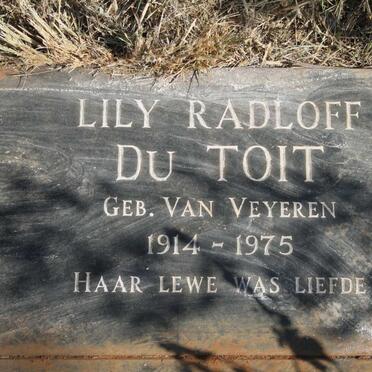 LILY RADLOFF
DU TOIT
GEB. VAN VEYEREN
1914 - 1975
HAAR LEWE WAS LIEFDE